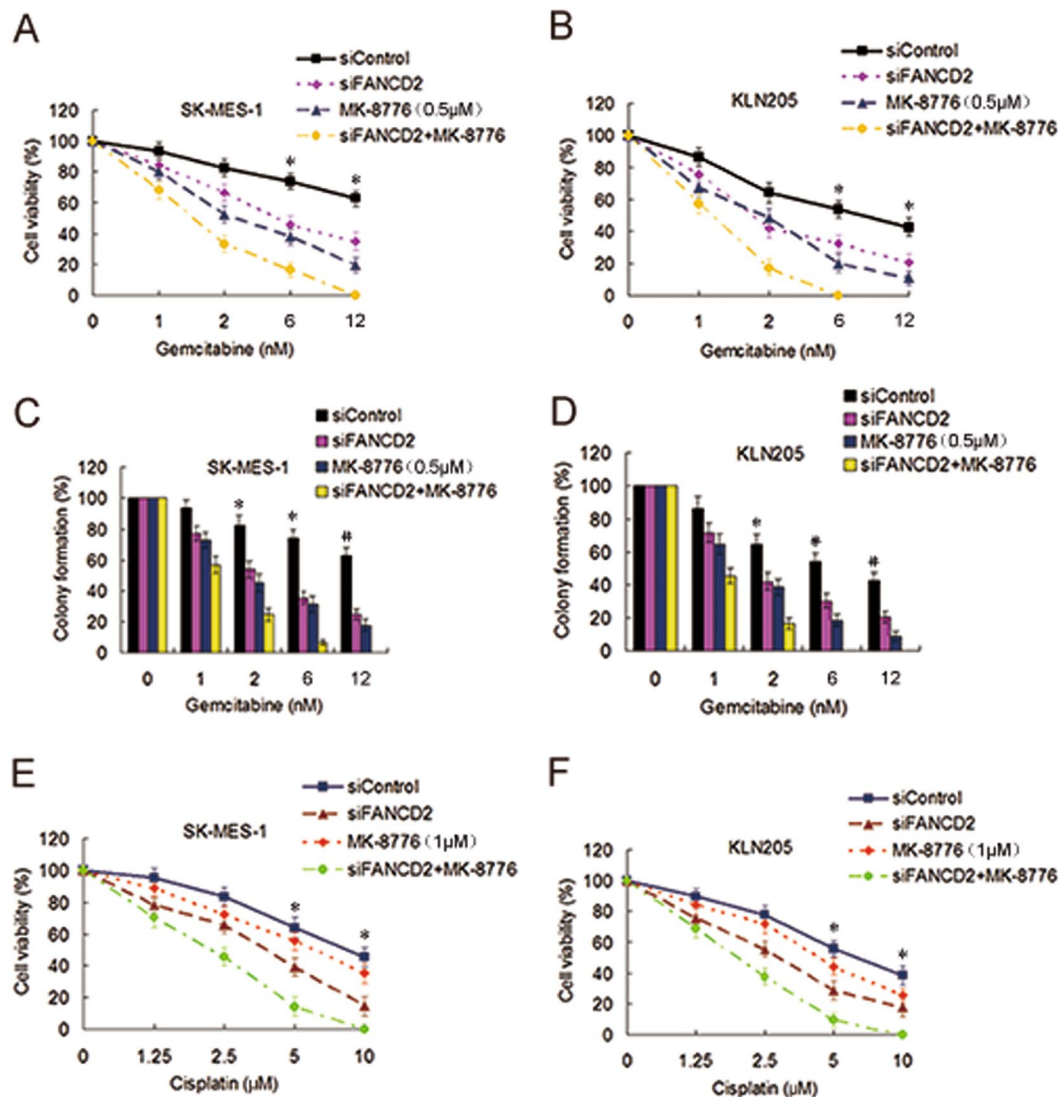 A
siControl
siFANCD2
MK-8776（0.5μM）
siFANCD2+MK-8776
SK-MES-1
Cell viability (%)
120
100
80
60
40
20
0
* *
0 1 2 6 12
Gemcitabine (nM)
B
siControl
siFANCD2
MK-8776（0.5μM）
siFANCD2+MK-8776
KLN205
Cell viability (%)
120
100
80
60
40
20
0
* *
0 1 2 6 12
Gemcitabine (nM)
C
siControl
siFANCD2
MK-8776（0.5μM）
siFANCD2+MK-8776
SK-MES-1
Colony formation (%)
120
100
80
60
40
20
0
* * #
0 1 2 6 12
Gemcitabine (nM)
D
siControl
siFANCD2
MK-8776（0.5μM）
siFANCD2+MK-8776
KLN205
Colony formation (%)
120
100
80
60
40
20
0
* # #
0 1 2 6 12
Gemcitabine (nM)
E
siControl
siFANCD2
MK-8776（1μM）
siFANCD2+MK-8776
SK-MES-1
Cell viability (%)
120
100
80
60
40
20
0
* *
0 1.25 2.5 5 10
Cisplatin (μM)
F
siControl
siFANCD2
MK-8776（1μM）
siFANCD2+MK-8776
KLN205
Cell viability (%)
120
100
80
60
40
20
0
* *
0 1.25 2.5 5 10
Cisplatin (μM)